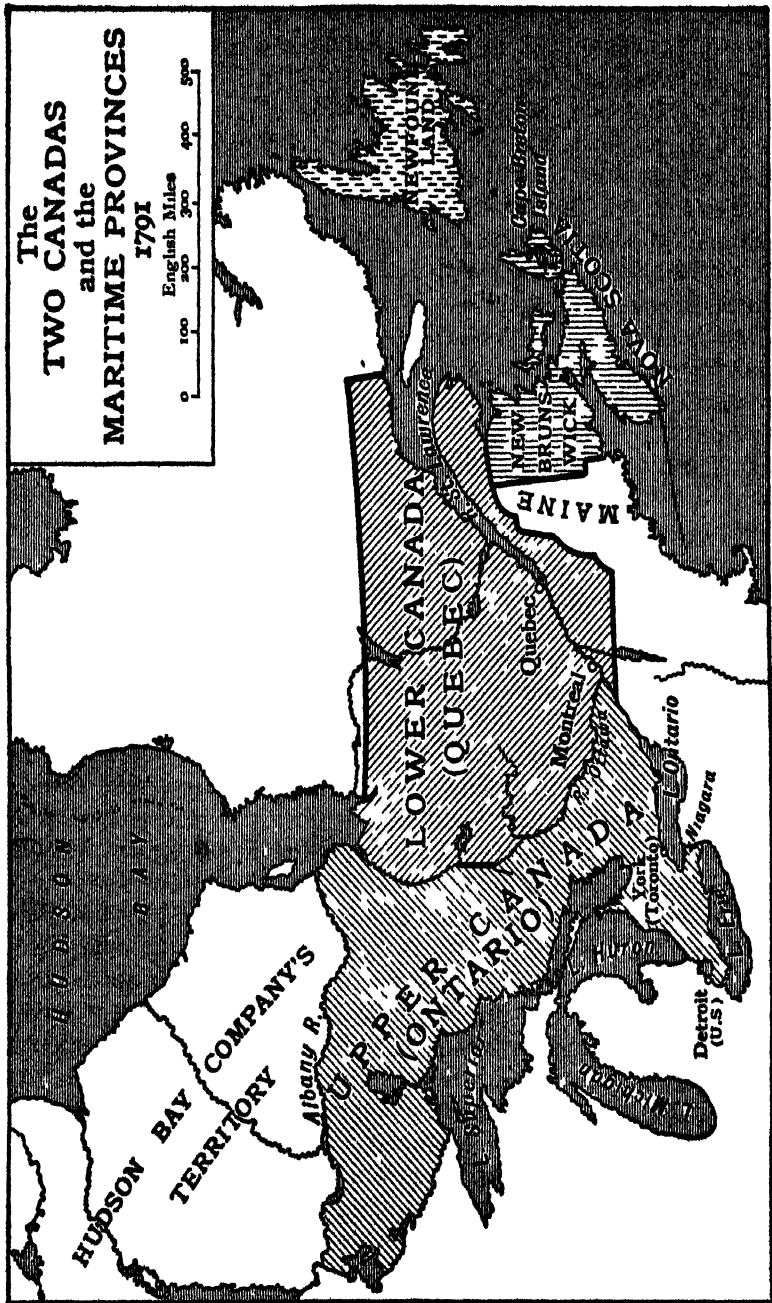 The
TWO CANADAS
and the
MARITIME PROVINCES
1791
English Miles
0 100 200 300 400 500
HUDSON
BAY
HUDSON BAY COMPANY'S
TERRITORY
Albany R.
UPPER CANADA
(ONTARIO)
LOWER CANADA
(QUEBEC)
R. St Lawrence
NEWFOUND
LAND
Cape Breton
Island
NOVA SCOTIA
NEW
BRUNS-
WICK
MAINE
Quebec
Montreal
R. Ottawa
L. Ontario
Niagara
York
(Toronto)
L. Erie
L. Huron
Detroit
(U.S)
L. Michigan
L. Superior